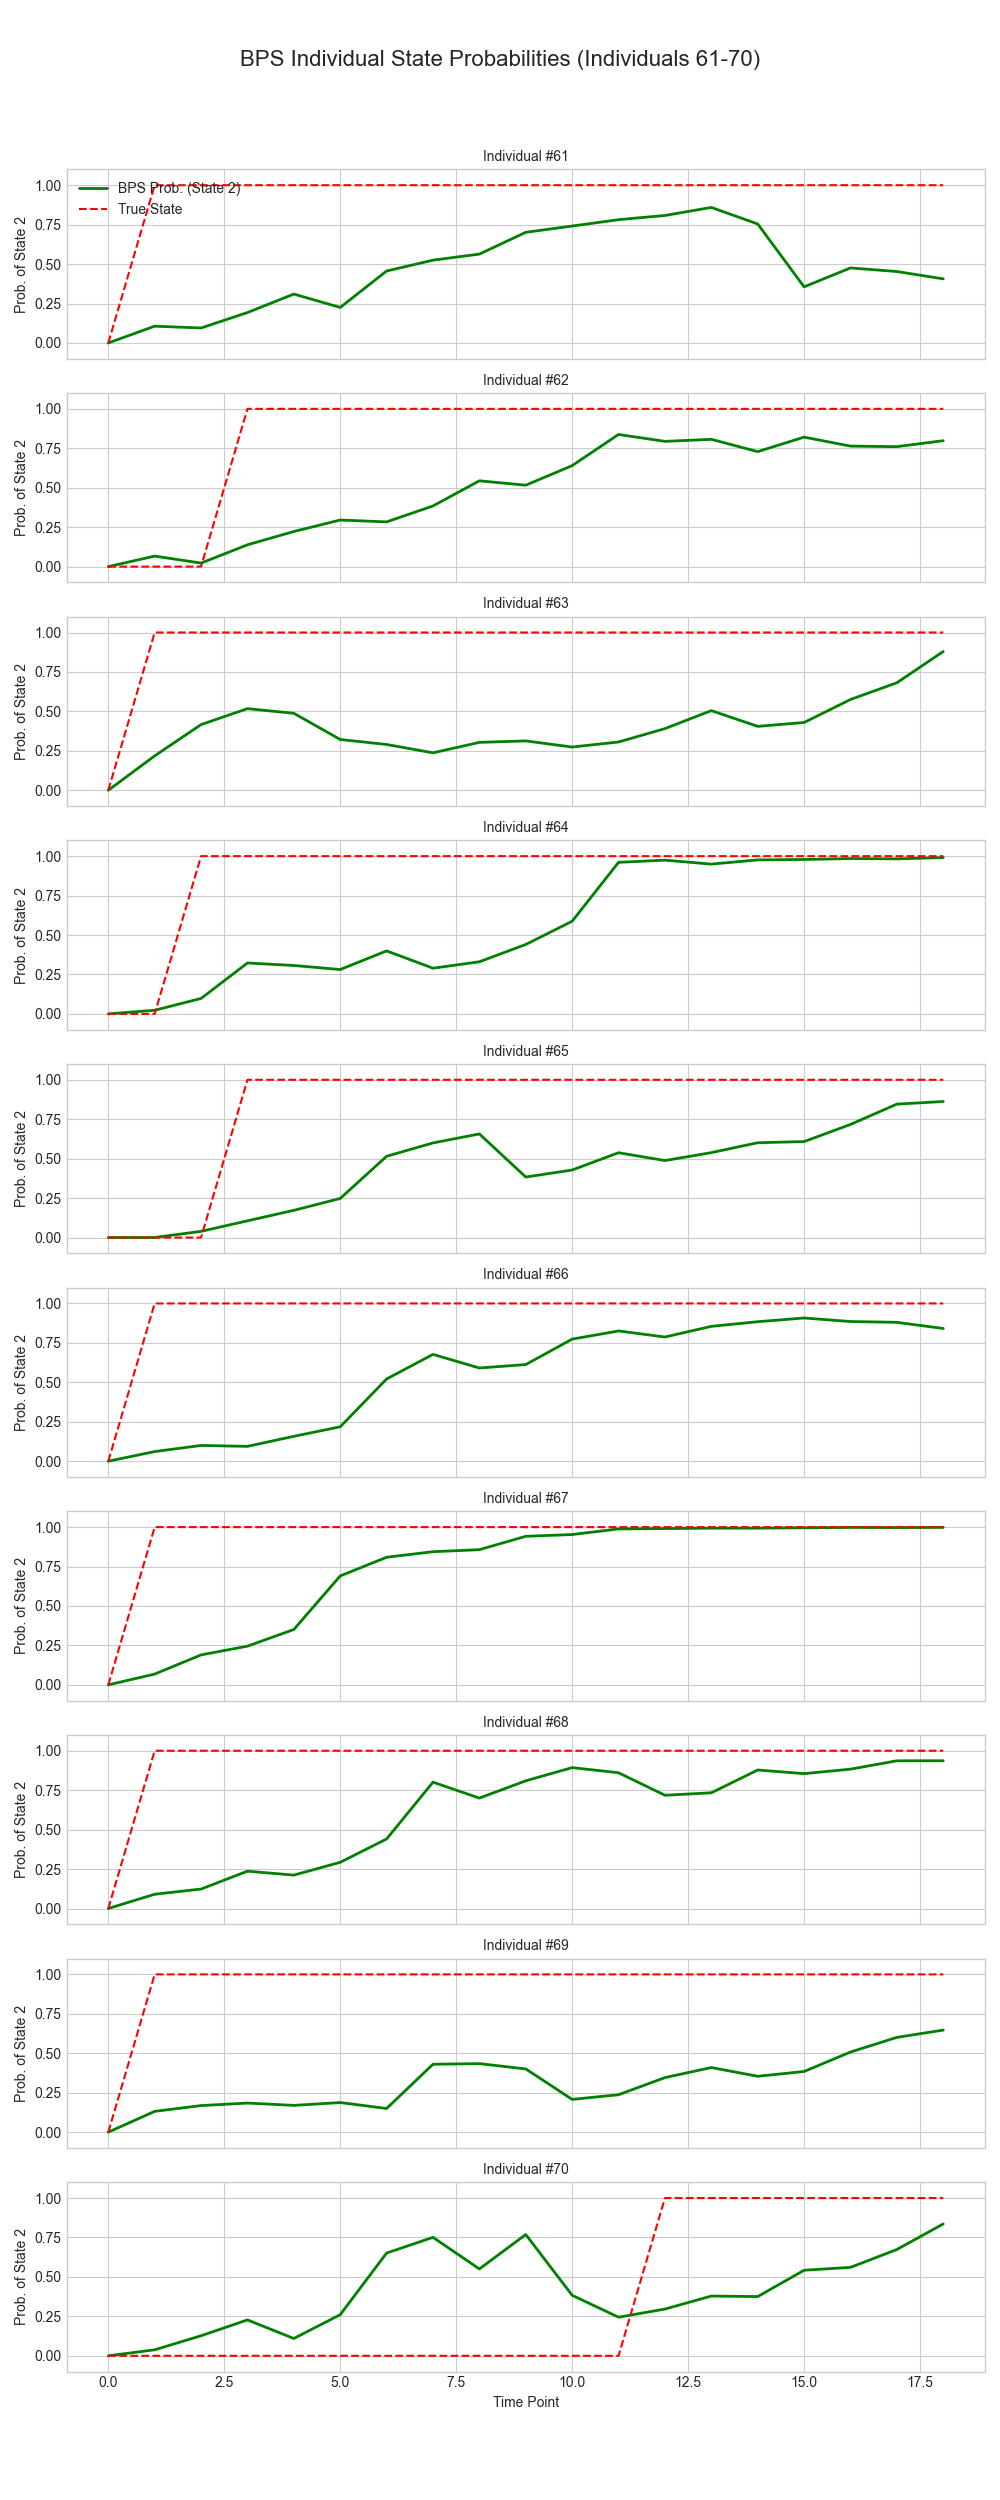 BPS Individual State Probabilities (Individuals 61-70)
Individual #61
1.00
0.75
0.50
0.25
0.00
Prob. of State 2
BPS Prob. (State 2)
True State
Individual #62
1.00
0.75
0.50
0.25
0.00
Prob. of State 2
Individual #63
1.00
0.75
0.50
0.25
0.00
Prob. of State 2
Individual #64
1.00
0.75
0.50
0.25
0.00
Prob. of State 2
Individual #65
1.00
0.75
0.50
0.25
0.00
Prob. of State 2
Individual #66
1.00
0.75
0.50
0.25
0.00
Prob. of State 2
Individual #67
1.00
0.75
0.50
0.25
0.00
Prob. of State 2
Individual #68
1.00
0.75
0.50
0.25
0.00
Prob. of State 2
Individual #69
1.00
0.75
0.50
0.25
0.00
Prob. of State 2
Individual #70
1.00
0.75
0.50
0.25
0.00
Prob. of State 2
0.0 2.5 5.0 7.5 10.0 12.5 15.0 17.5
Time Point